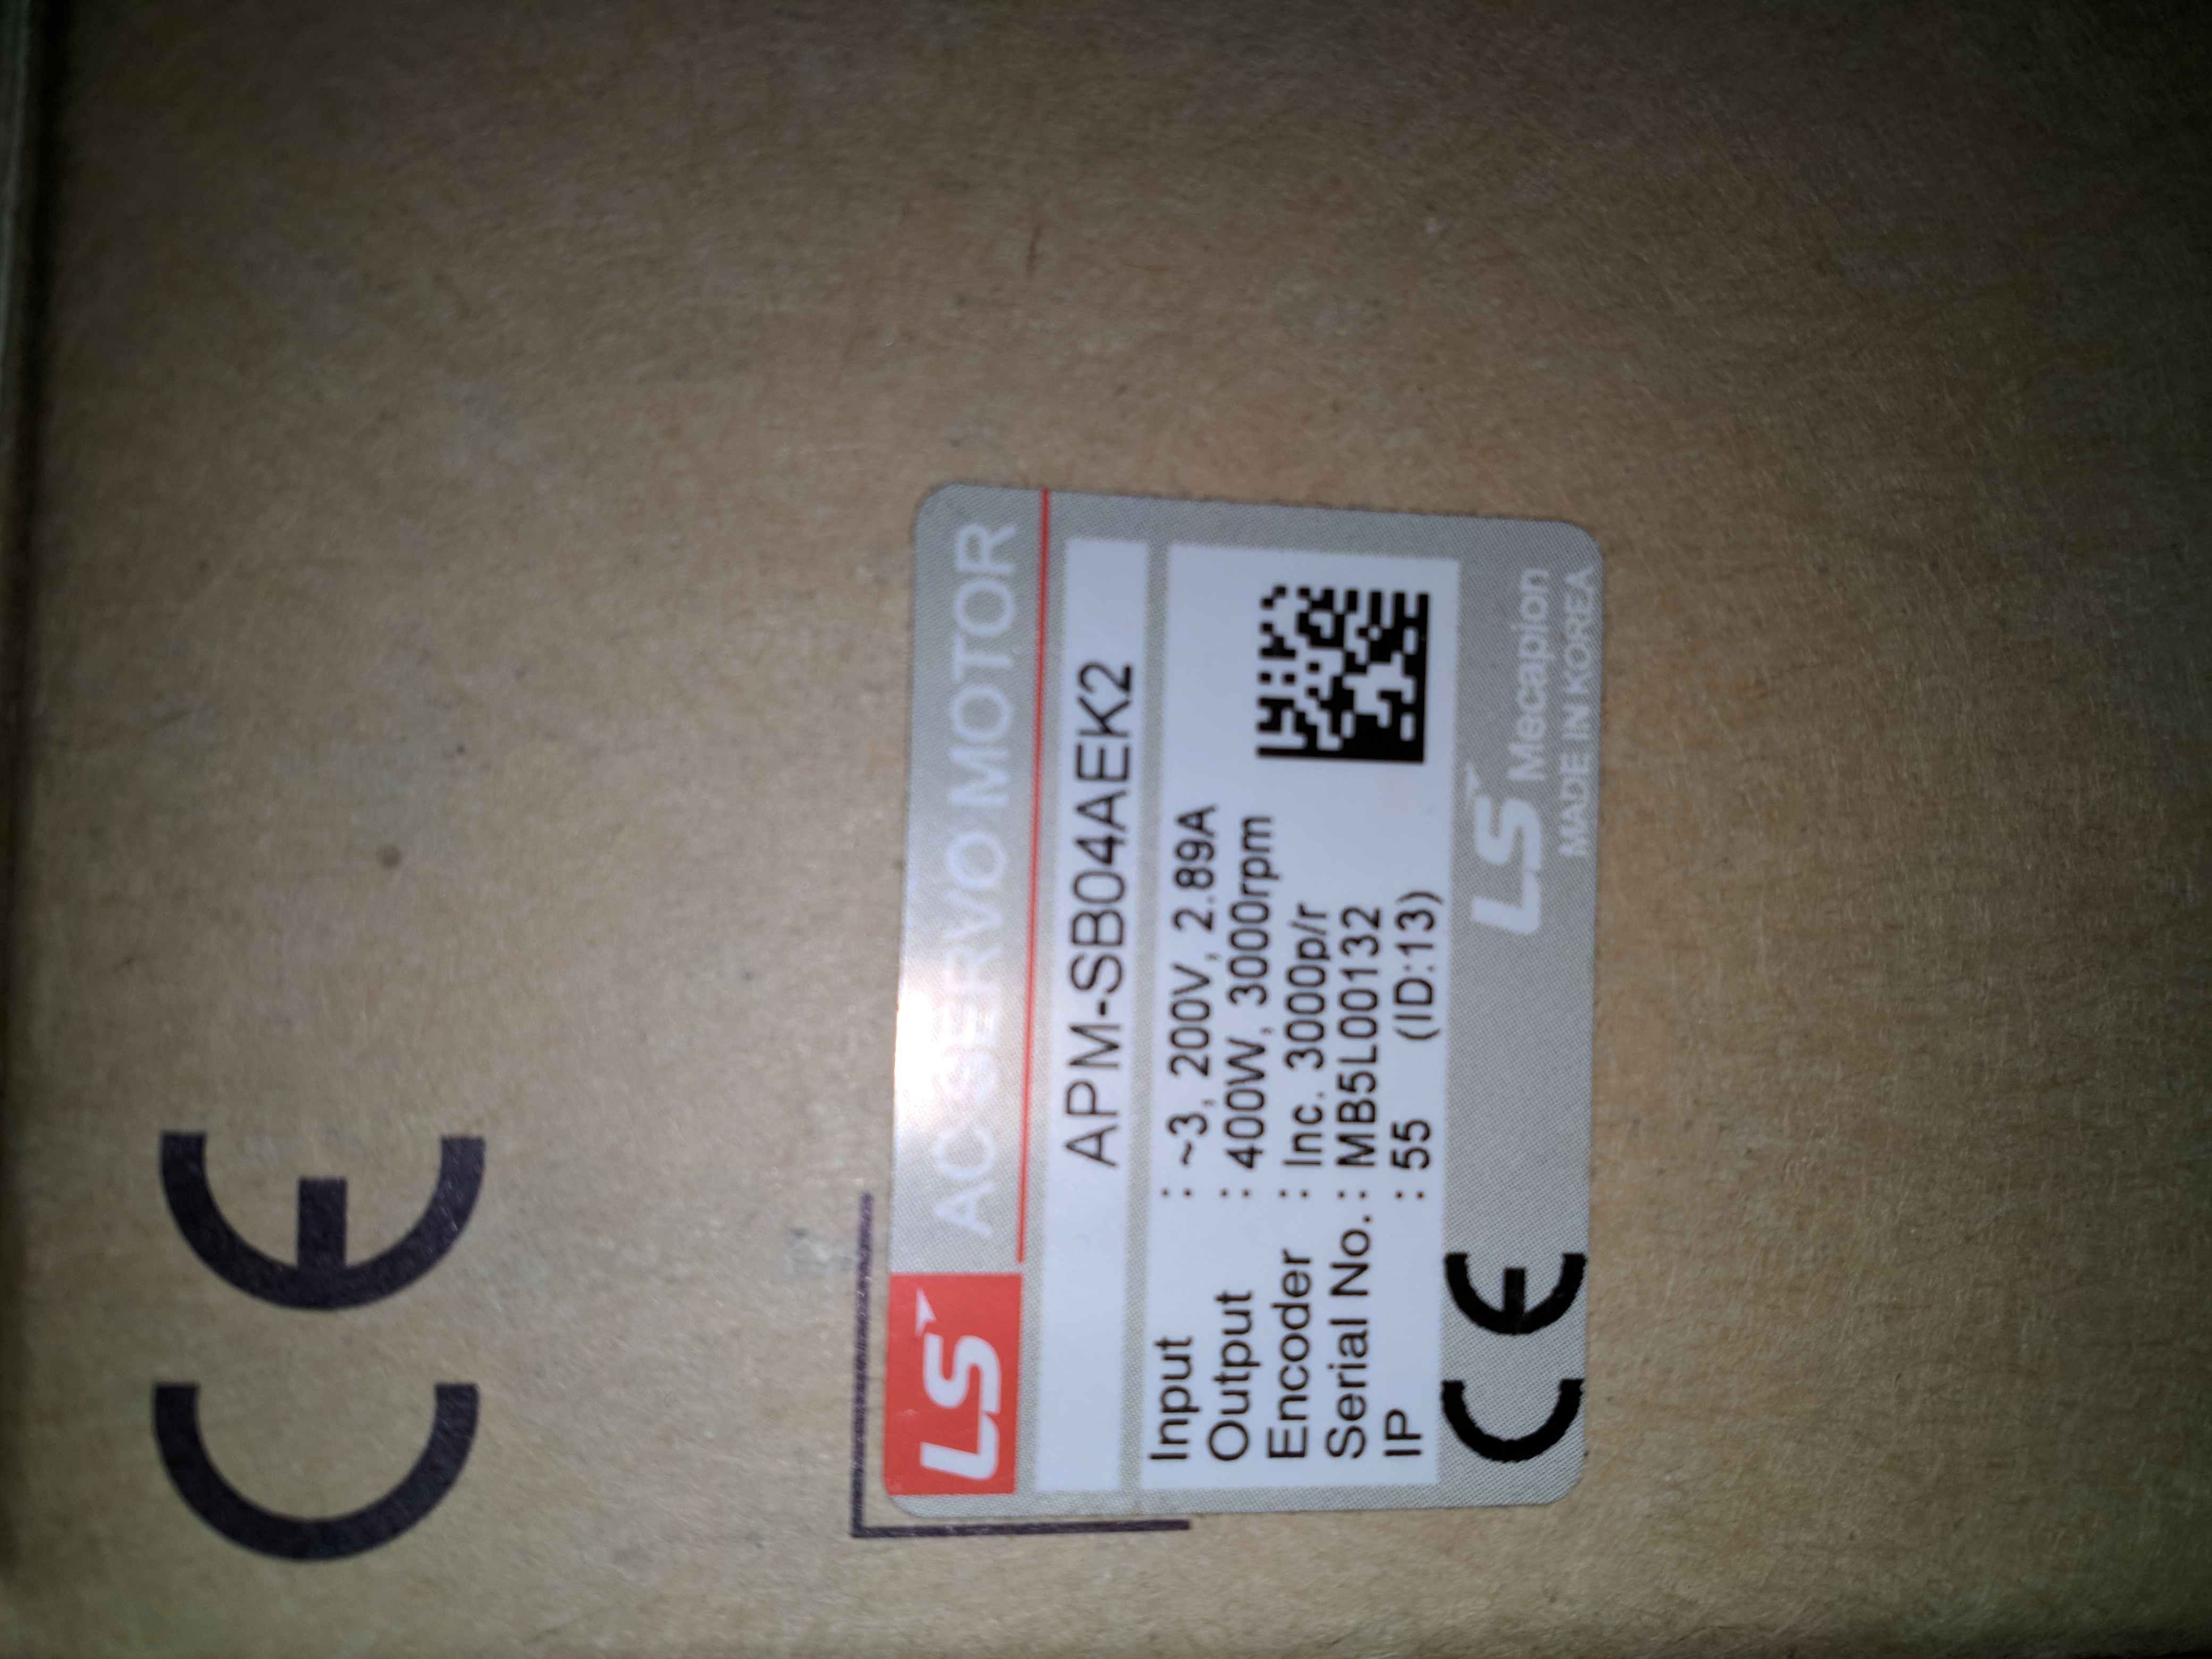 CE
LS AC SERVO MOTOR
APM-SB04AEK2
Input : ~3, 200V, 2.89A
Output : 400W, 3000rpm
Encoder : Inc. 3000p/r
Serial No. : MB5L00132
IP : 55 (ID:13)
CE LS Mecapion
MADE IN KOREA